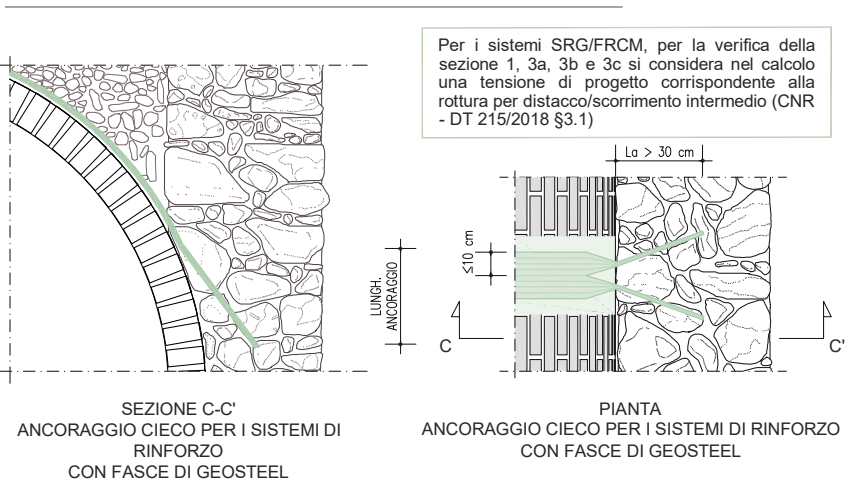 Per i sistemi SRG/FRCM, per la verifica della
sezione 1, 3a, 3b e 3c si considera nel calcolo
una tensione di progetto corrispondente alla
rottura per distacco/scorrimento intermedio (CNR
- DT 215/2018 §3.1)
La > 30 cm
≤10 cm
LUNGH.
ANCORAGGIO
C
C'
SEZIONE C-C'
ANCORAGGIO CIECO PER I SISTEMI DI
RINFORZO
CON FASCE DI GEOSTEEL
PIANTA
ANCORAGGIO CIECO PER I SISTEMI DI RINFORZO
CON FASCE DI GEOSTEEL